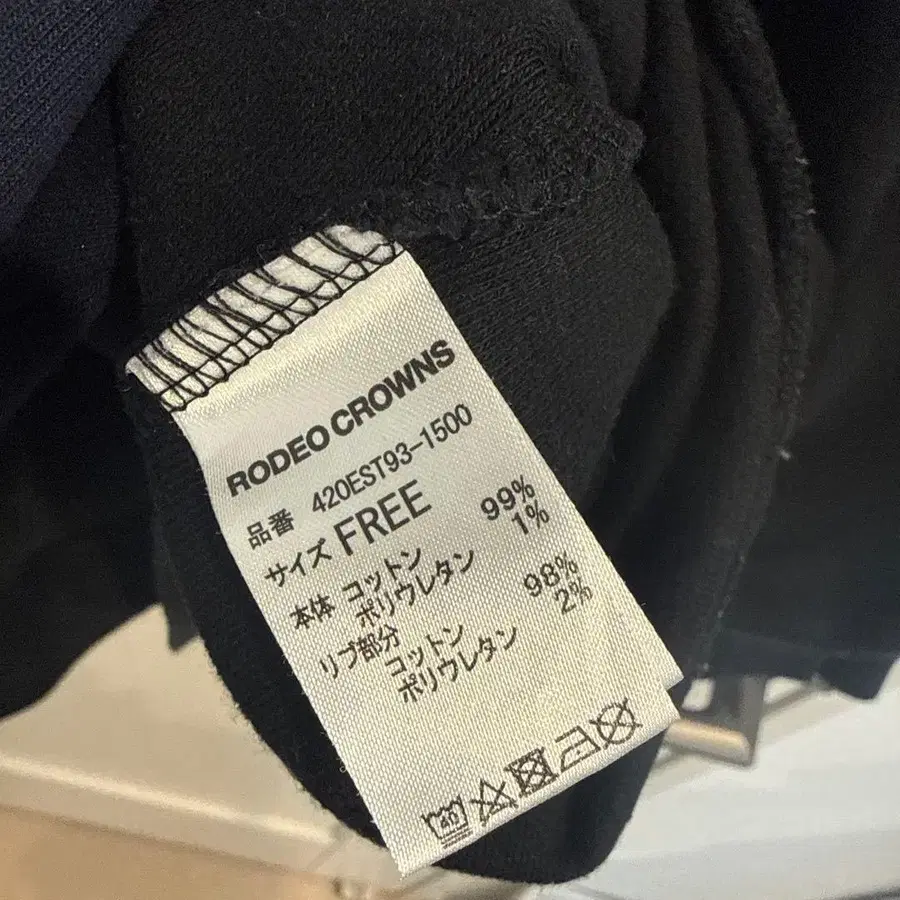 RODEO CROWNS
品番 420EST93-1500
サイズ FREE
本体 コットン 99%
ポリウレタン 1%
リブ部分
コットン 98%
ポリウレタン 2%
40